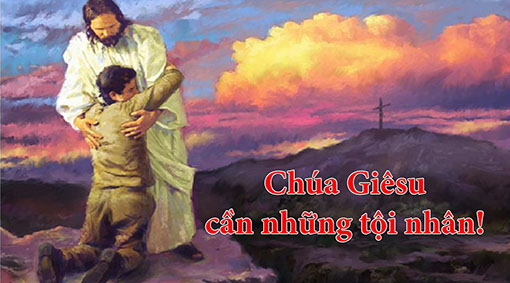 Chúa Giêsu
cần những tội nhân!